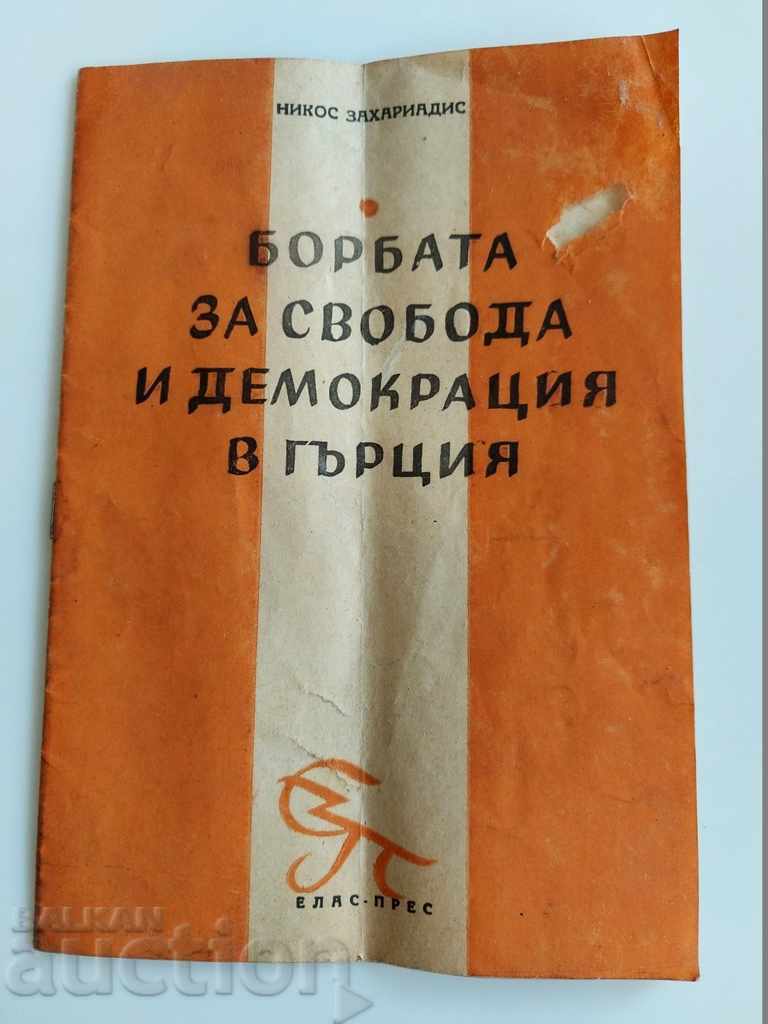 НИКОС ЗАХАРИАДИС
БОРБАТА
ЗА СВОБОДА
И ДЕМОКРАЦИЯ
В ГЪРЦИЯ
ЕЛАС-ПРЕС
BALKAN
auction